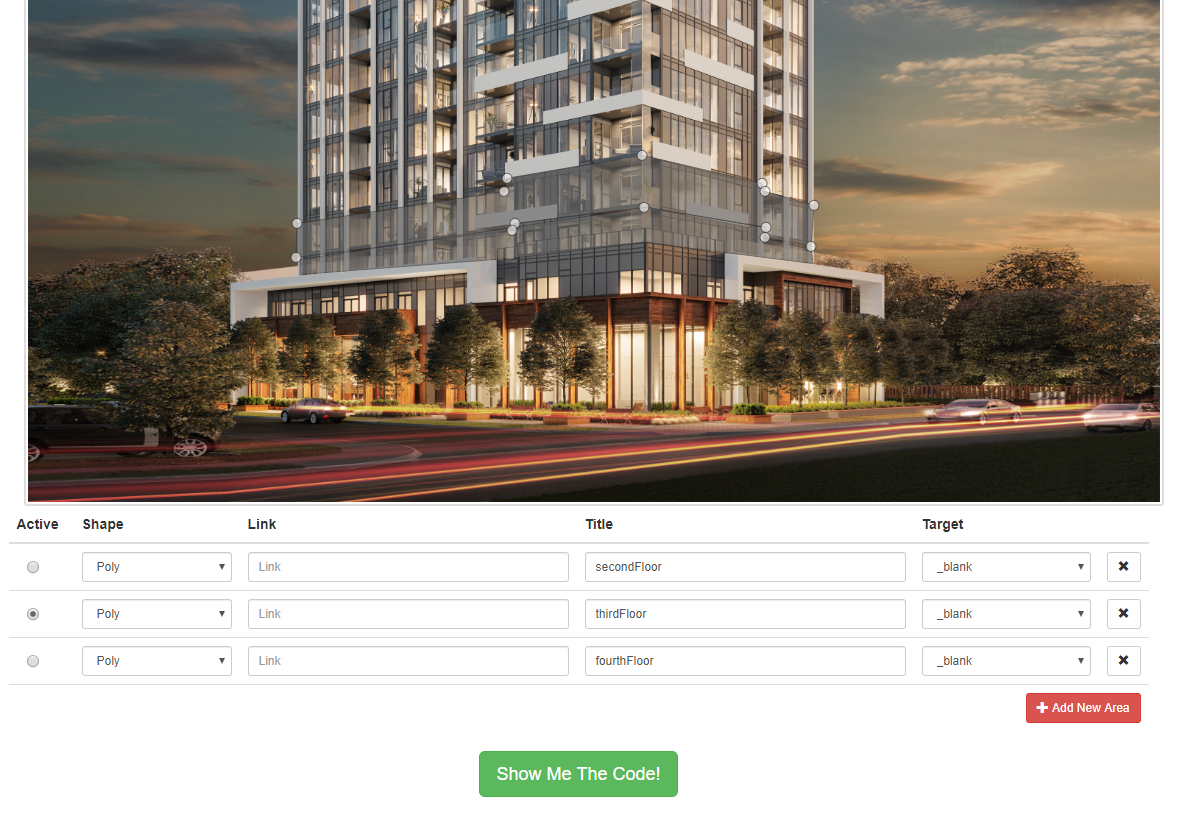 Active Shape Link Title Target
Poly Link secondFloor _blank
Poly Link thirdFloor _blank
Poly Link fourthFloor _blank
Add New Area
Show Me The Code!